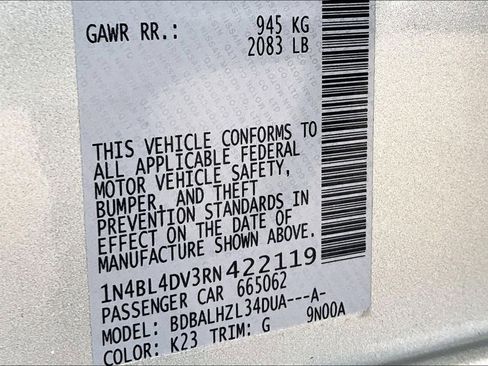 GAWR RR.: 945 KG
2083 LB
THIS VEHICLE CONFORMS TO
ALL APPLICABLE FEDERAL
MOTOR VEHICLE SAFETY,
BUMPER, AND THEFT
PREVENTION STANDARDS IN
EFFECT ON THE DATE OF
MANUFACTURE SHOWN ABOVE.
1N4BL4DV3RN422119
PASSENGER CAR 665062
MODEL: BDBALHZL34DUA---A-
COLOR: K23 TRIM: G 9N00A